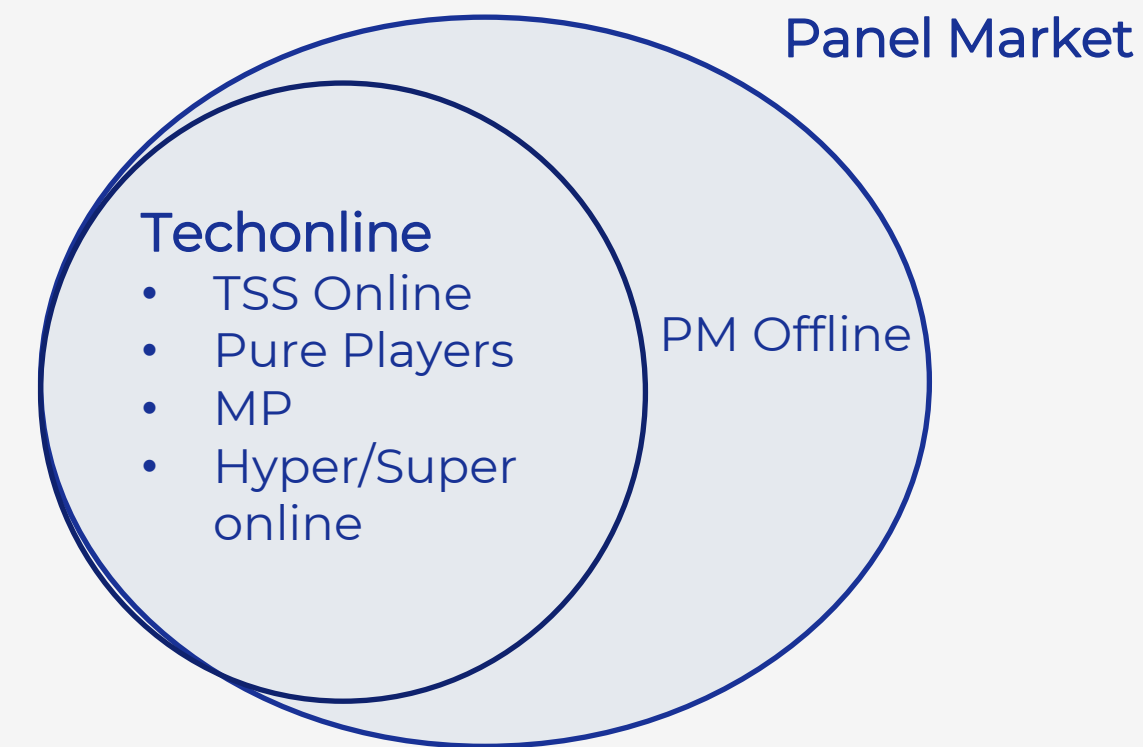 Panel Market
Techonline
• TSS Online
• Pure Players
• MP
• Hyper/Super
online
PM Offline